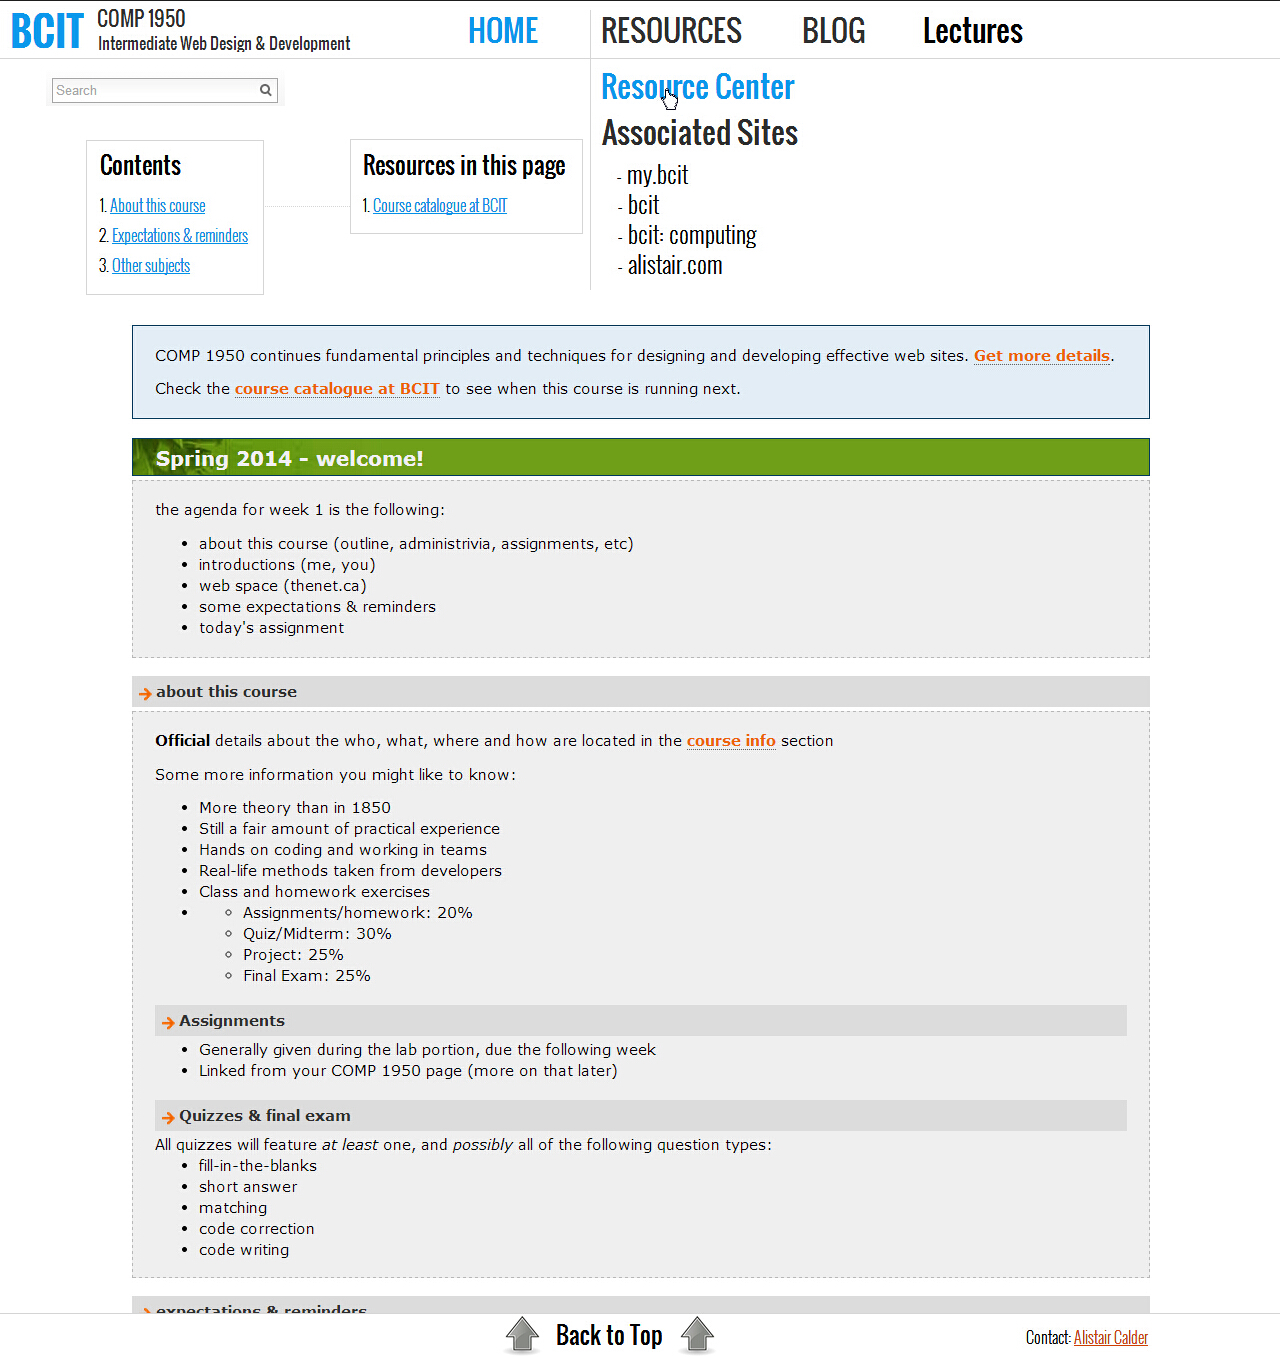 BCIT COMP 1950
Intermediate Web Design & Development
HOME RESOURCES BLOG Lectures
Search
Resource Center
Associated Sites
- my.bcit
- bcit
- bcit: computing
- alistair.com
Contents
1. About this course
2. Expectations & reminders
3. Other subjects
Resources in this page
1. Course catalogue at BCIT
COMP 1950 continues fundamental principles and techniques for designing and developing effective web sites. Get more details.
Check the course catalogue at BCIT to see when this course is running next.
Spring 2014 - welcome!
the agenda for week 1 is the following:
• about this course (outline, administrivia, assignments, etc)
• introductions (me, you)
• web space (thenet.ca)
• some expectations & reminders
• today's assignment
about this course
Official details about the who, what, where and how are located in the course info section
Some more information you might like to know:
• More theory than in 1850
• Still a fair amount of practical experience
• Hands on coding and working in teams
• Real-life methods taken from developers
• Class and homework exercises
• ◦ Assignments/homework: 20%
◦ Quiz/Midterm: 30%
◦ Project: 25%
◦ Final Exam: 25%
Assignments
• Generally given during the lab portion, due the following week
• Linked from your COMP 1950 page (more on that later)
Quizzes & final exam
All quizzes will feature at least one, and possibly all of the following question types:
• fill-in-the-blanks
• short answer
• matching
• code correction
• code writing
expectations & reminders
Back to Top
Contact: Alistair Calder